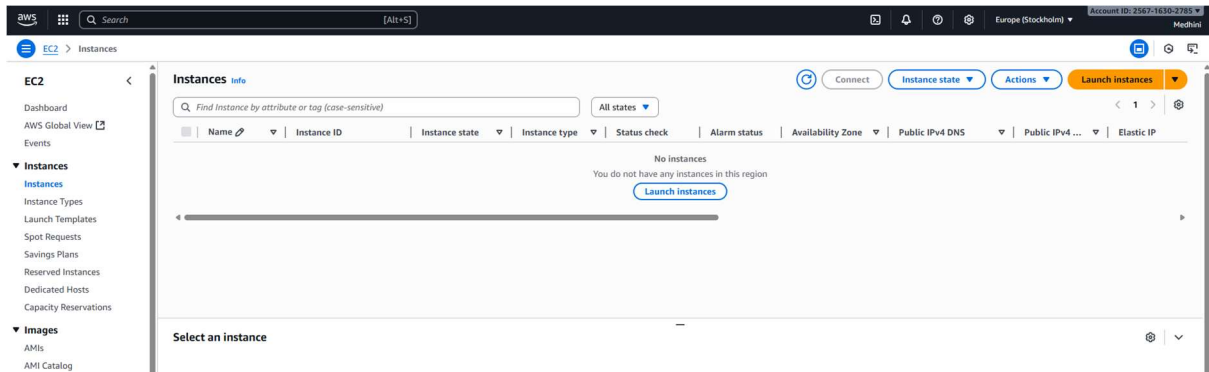 aws
Search [Alt+S] Europe (Stockholm) Account ID: 2567-1630-2785
Medhini
EC2 > Instances
EC2
Dashboard
AWS Global View
Events
Instances
Instances
Instance Types
Launch Templates
Spot Requests
Savings Plans
Reserved Instances
Dedicated Hosts
Capacity Reservations
Images
AMIs
AMI Catalog
Instances Info Connect Instance state Actions Launch instances
Find Instance by attribute or tag (case-sensitive) All states 1
Name Instance ID Instance state Instance type Status check Alarm status Availability Zone Public IPv4 DNS Public IPv4 ... Elastic IP
No instances
You do not have any instances in this region
Launch instances
Select an instance